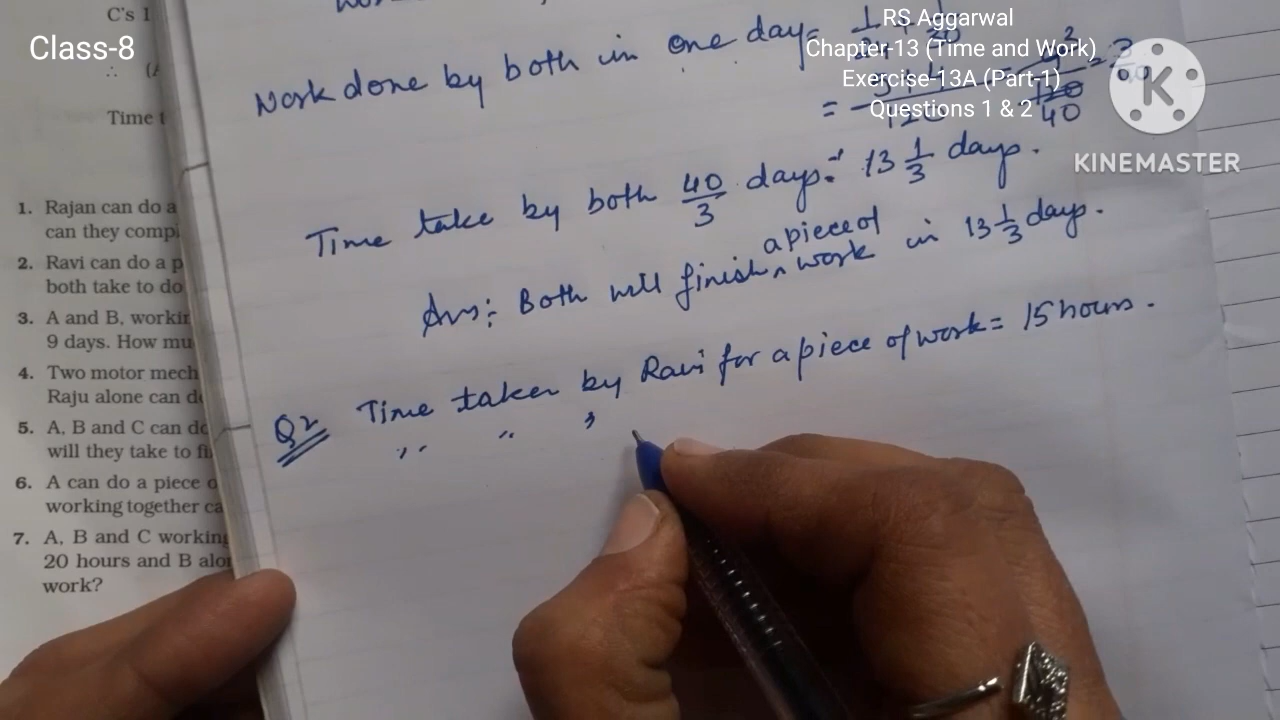 Class-8
RS Aggarwal
Chapter-13 (Time and Work)
Exercise-13A (Part-1)
Questions 1 & 2
KINEMASTER
C's 1
∴ (A
Time t
1. Rajan can do a
can they comp
2. Ravi can do a p
both take to do
3. A and B, workin
9 days. How mu
4. Two motor mech
Raju alone can d
5. A, B and C can do
will they take to fi
6. A can do a piece o
working together ca
7. A, B and C working
20 hours and B alo
work?
Work done by both in one day =
=
40
Time take by both 40/3 days = 13 1/3 days.
Ans: Both will finish a piece of work in 13 1/3 days.
Q2 Time taken by Ravi for a piece of work = 15 hours.
,, ,, ,